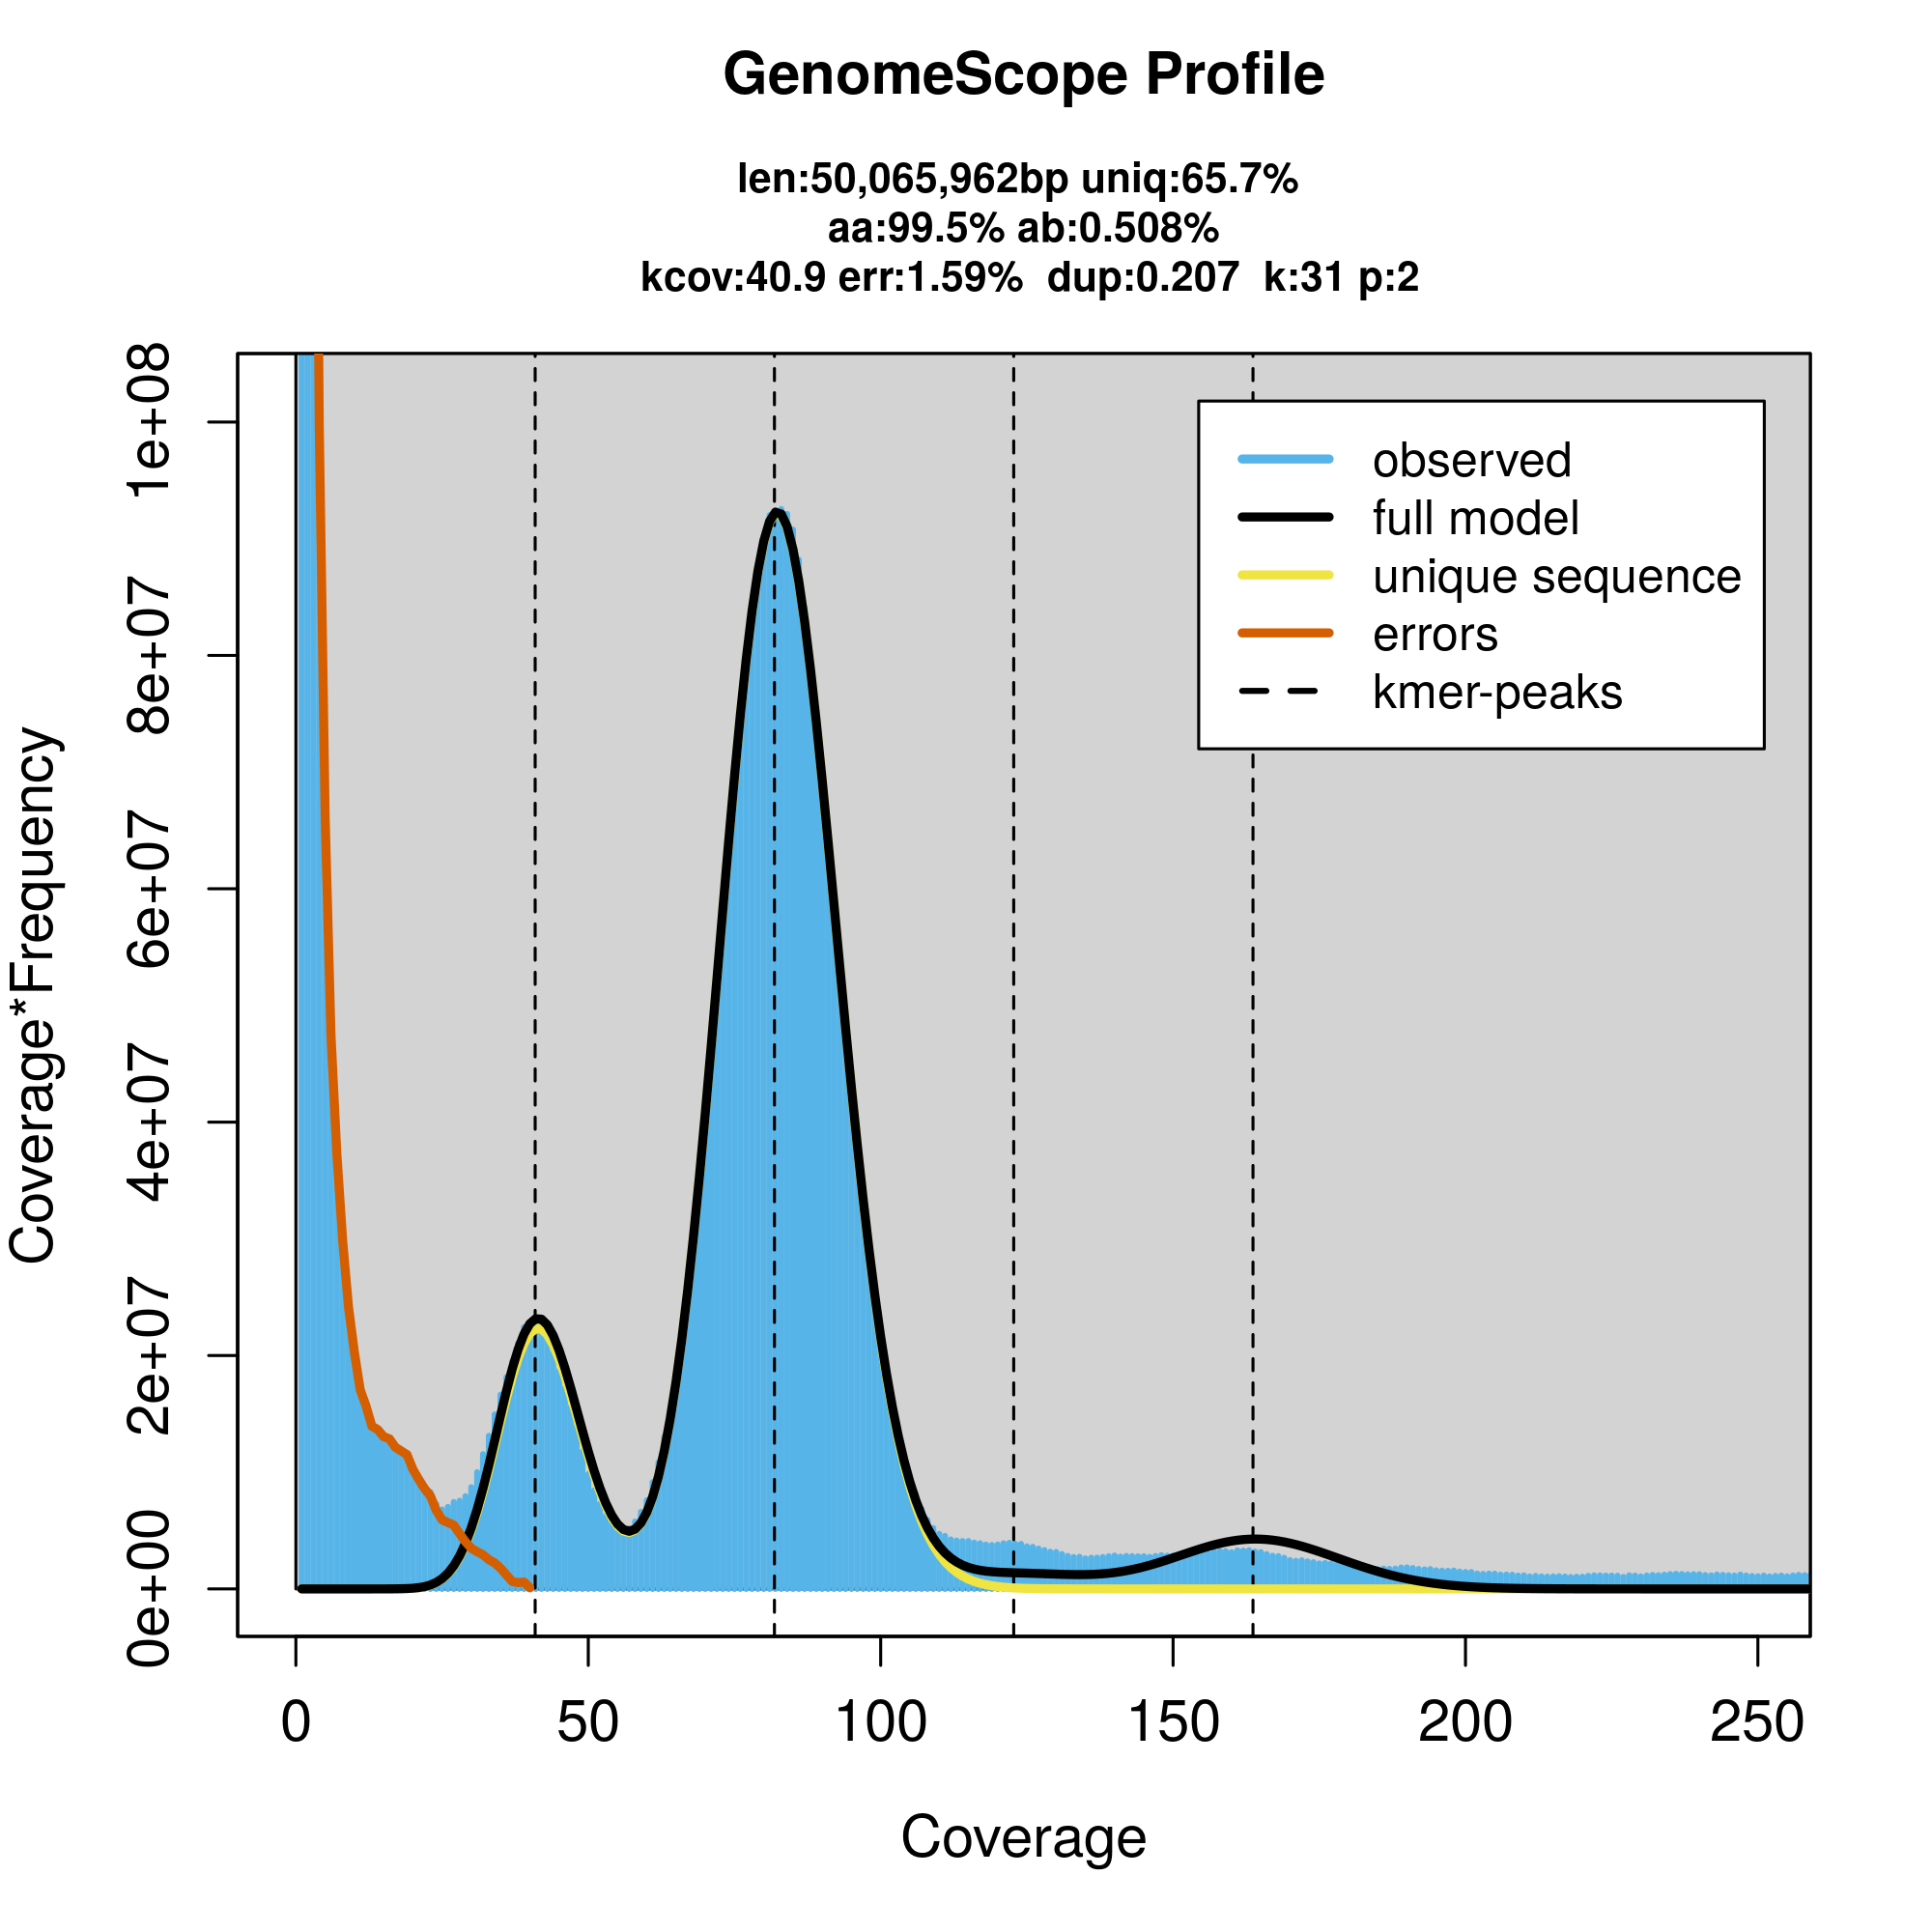 GenomeScope Profile
len:50,065,962bp uniq:65.7%
aa:99.5% ab:0.508%
kcov:40.9 err:1.59%  dup:0.207  k:31 p:2
Coverage*Frequency
1e+08
8e+07
6e+07
4e+07
2e+07
0e+00
observed
full model
unique sequence
errors
kmer-peaks
0 50 100 150 200 250
Coverage